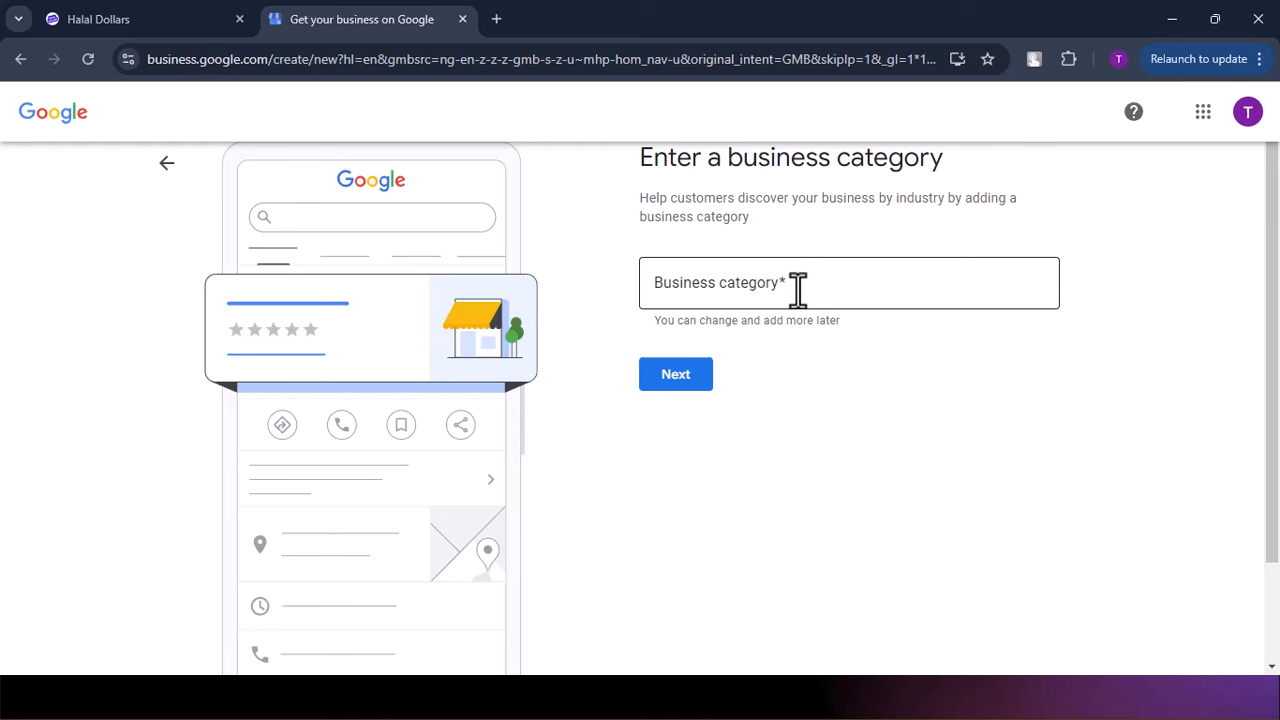 Halal Dollars
Get your business on Google
business.google.com/create/new?hl=en&gmbsrc=ng-en-z-z-z-gmb-s-z-u~mhp-hom_nav-u&original_intent=GMB&skiplp=1&_gl=1*1...
T
Relaunch to update
Google
T
Google
Enter a business category
Help customers discover your business by industry by adding a
business category
Business category*
You can change and add more later
Next